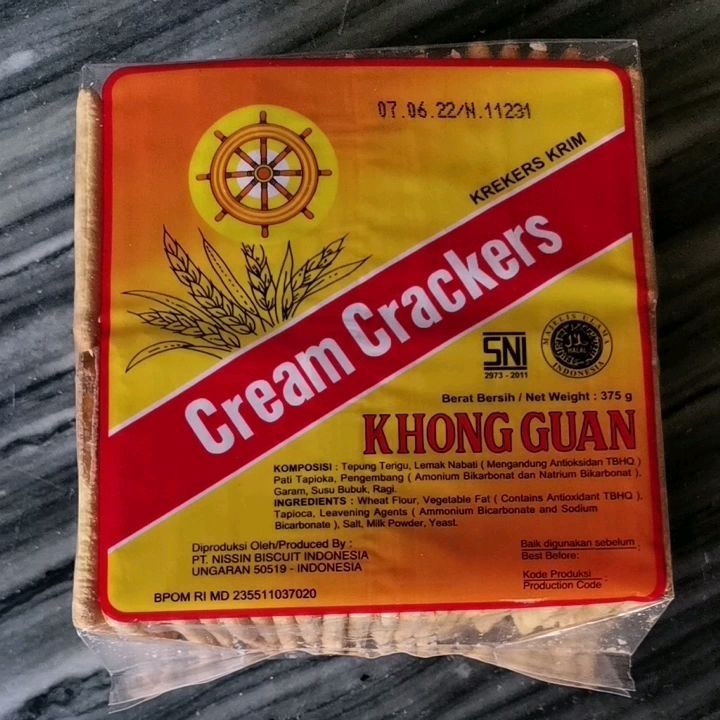 07.06.22/N.11231
KREKERS KRIM
Cream Crackers
SNI
2973 - 2011
MAJELIS ULAMA
HALAL
INDONESIA
Berat Bersih / Net Weight : 375 g
KHONG GUAN
KOMPOSISI : Tepung Terigu, Lemak Nabati ( Mengandung Antioksidan TBHQ )
Pati Tapioka, Pengembang ( Amonium Bikarbonat dan Natrium Bikarbonat ),
Garam, Susu Bubuk, Ragi.
INGREDIENTS : Wheat Flour, Vegetable Fat ( Contains Antioxidant TBHQ ),
Tapioca, Leavening Agents ( Ammonium Bicarbonate and Sodium
Bicarbonate ), Salt, Milk Powder, Yeast.
Diproduksi Oleh/Produced By :
PT. NISSIN BISCUIT INDONESIA
UNGARAN 50519 - INDONESIA
Baik digunakan sebelum :
Best Before:
Kode Produksi :
Production Code
BPOM RI MD 235511037020